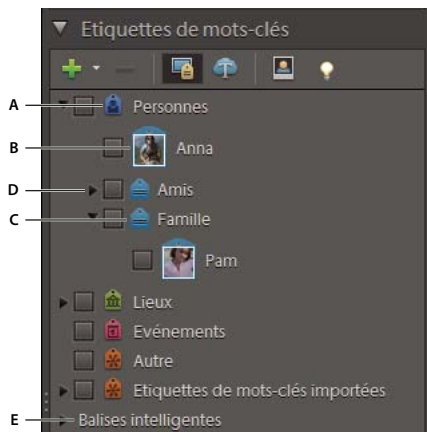 Etiquettes de mots-clés
A Personnes
B Anna
D Amis
C Famille
Pam
Lieux
Evénements
Autre
Etiquettes de mots-clés importées
E Balises intelligentes